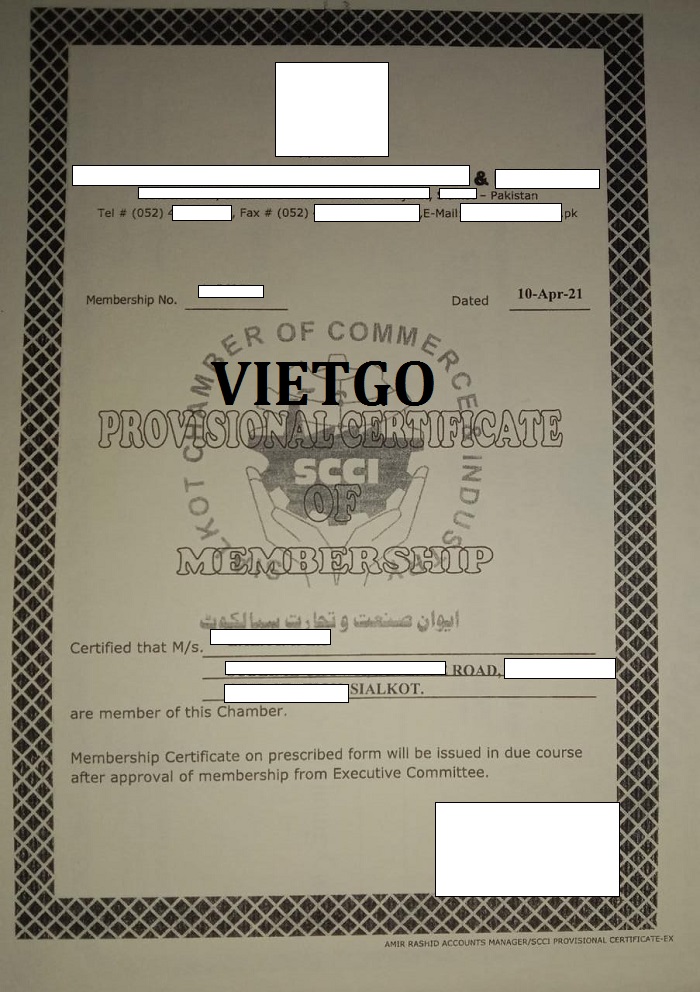 &
– Pakistan
Tel # (052) 4 , Fax # (052) ,E-Mail: .pk
Membership No.
Dated 10-Apr-21
CHAMBER OF COMMERCE
VIETGO
PROVISIONAL CERTIFICATE
SCCI
OF
MEMBERSHIP
ایوان صنعت و تجارت سیالکوٹ
Certified that M/s.
ROAD,
SIALKOT.
are member of this Chamber.
Membership Certificate on prescribed form will be issued in due course
after approval of membership from Executive Committee.
AMIR RASHID ACCOUNTS MANAGER/SCCI PROVISIONAL CERTIFICATE-EX